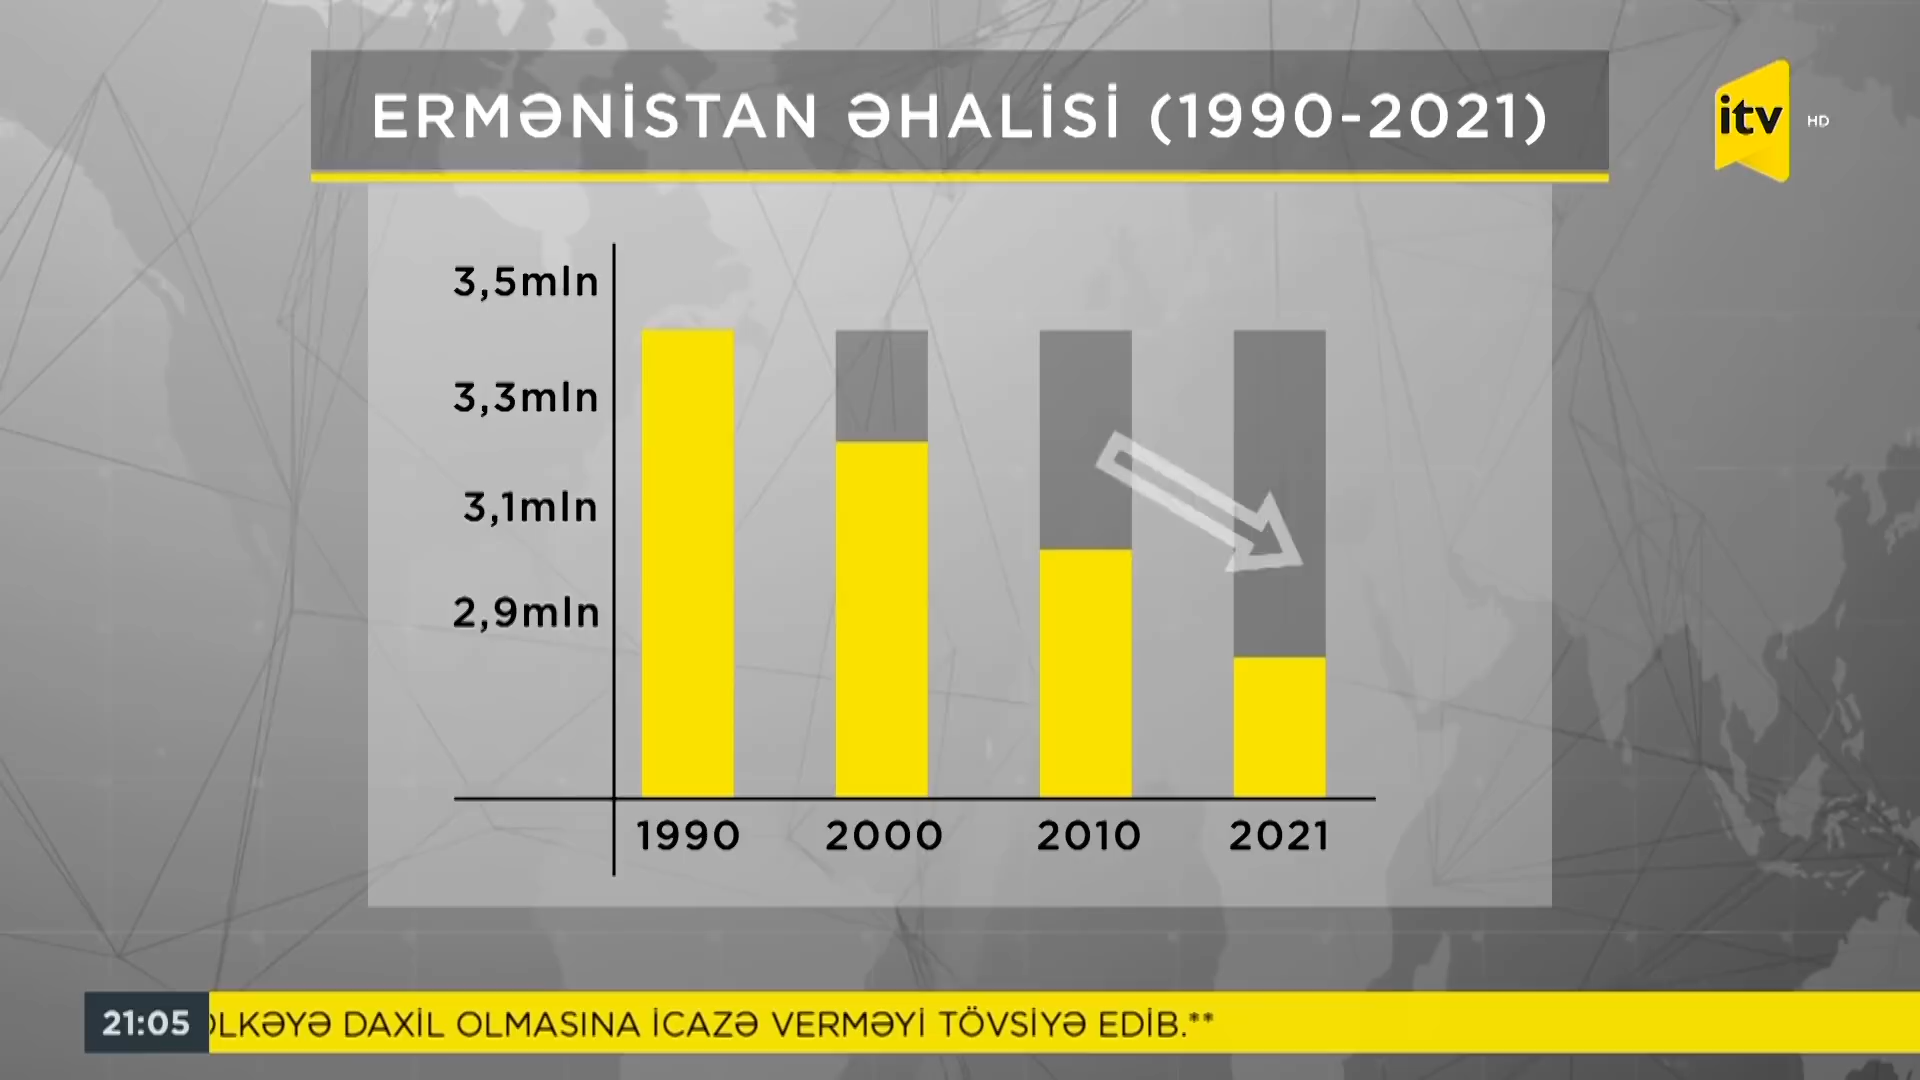 ERMƏNİSTAN ƏHALİSİ (1990-2021)
itv HD
3,5mln
3,3mln
3,1mln
2,9mln
1990 2000 2010 2021
21:05 DAXİL OLMASINA İCAZƏ VERMƏYİ TÖVSİYƏ EDİB.**